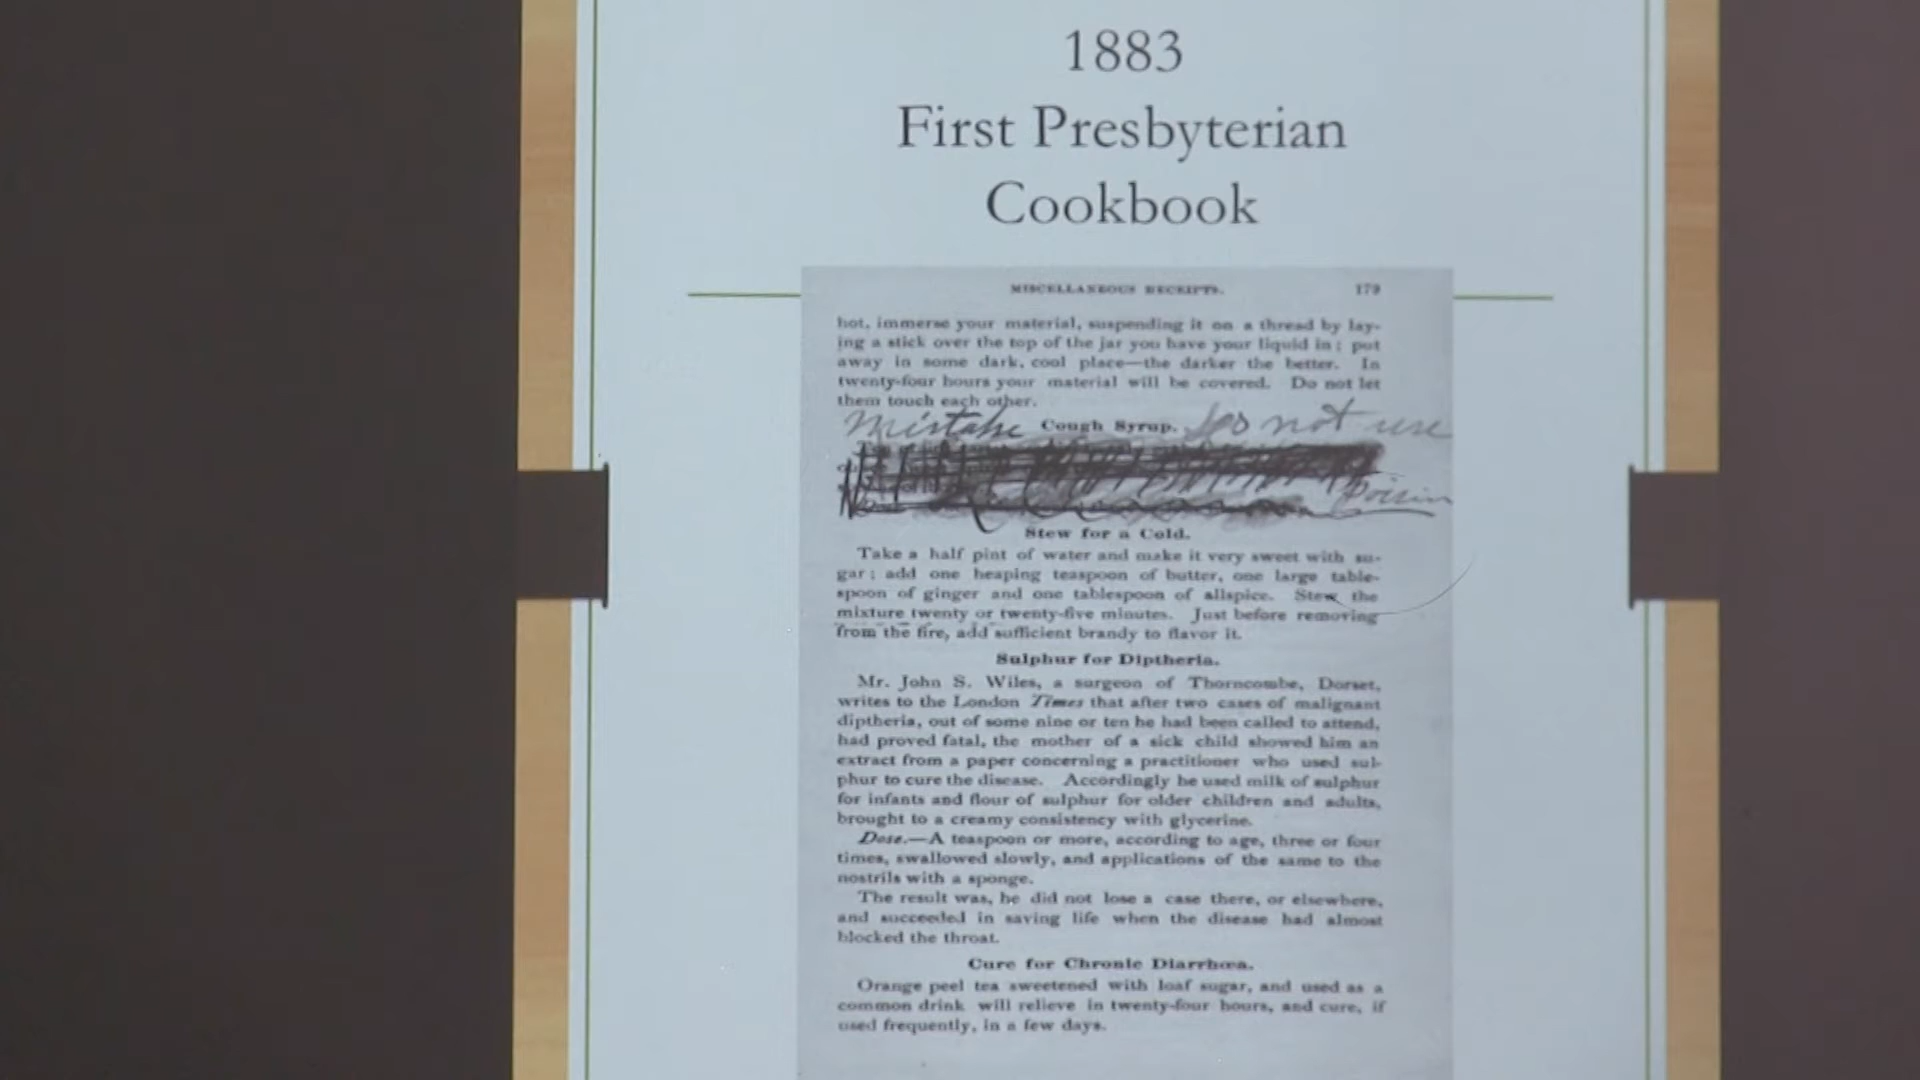 1883
First Presbyterian
Cookbook
MISCELLANEOUS RECEIPTS. 179
hot, immerse your material, suspending it on a thread by lay-
ing a stick over the top of the jar you have your liquid in; put
away in some dark, cool place—the darker the better. In
twenty-four hours your material will be covered. Do not let
them touch each other.
Mistake Cough Syrup. Do not use
Poisin
Stew for a Cold.
Take a half pint of water and make it very sweet with su-
gar; add one heaping teaspoon of butter, one large table-
spoon of ginger and one tablespoon of allspice. Stew the
mixture twenty or twenty-five minutes. Just before removing
from the fire, add sufficient brandy to flavor it.
Sulphur for Diptheria.
Mr. John S. Wiles, a surgeon of Thorncombe, Dorset,
writes to the London Times that after two cases of malignant
diptheria, out of some nine or ten he had been called to attend,
had proved fatal, the mother of a sick child showed him an
extract from a paper concerning a practitioner who used sul-
phur to cure the disease. Accordingly he used milk of sulphur
for infants and flour of sulphur for older children and adults,
brought to a creamy consistency with glycerine.
Dose.—A teaspoon or more, according to age, three or four
times, swallowed slowly, and applications of the same to the
nostrils with a sponge.
The result was, he did not lose a case there, or elsewhere,
and succeeded in saving life when the disease had almost
blocked the throat.
Cure for Chronic Diarrhœa.
Orange peel tea sweetened with loaf sugar, and used as a
common drink will relieve in twenty-four hours, and cure, if
used frequently, in a few days.